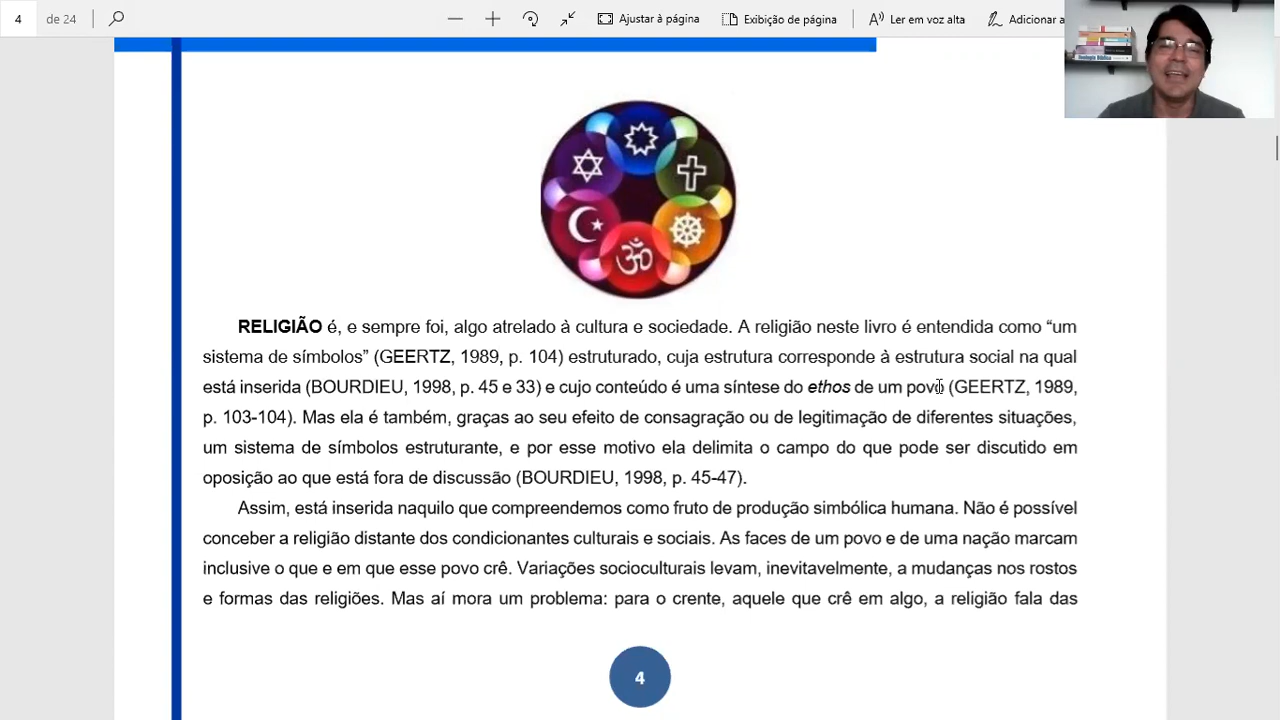 4 de 24 Ajustar à página Exibição de página Ler em voz alta Adicionar a
Teologia Bíblica
RELIGIÃO é, e sempre foi, algo atrelado à cultura e sociedade. A religião neste livro é entendida como “um
sistema de símbolos” (GEERTZ, 1989, p. 104) estruturado, cuja estrutura corresponde à estrutura social na qual
está inserida (BOURDIEU, 1998, p. 45 e 33) e cujo conteúdo é uma síntese do ethos de um povo (GEERTZ, 1989,
p. 103-104). Mas ela é também, graças ao seu efeito de consagração ou de legitimação de diferentes situações,
um sistema de símbolos estruturante, e por esse motivo ela delimita o campo do que pode ser discutido em
oposição ao que está fora de discussão (BOURDIEU, 1998, p. 45-47).
Assim, está inserida naquilo que compreendemos como fruto de produção simbólica humana. Não é possível
conceber a religião distante dos condicionantes culturais e sociais. As faces de um povo e de uma nação marcam
inclusive o que e em que esse povo crê. Variações socioculturais levam, inevitavelmente, a mudanças nos rostos
e formas das religiões. Mas aí mora um problema: para o crente, aquele que crê em algo, a religião fala das
4